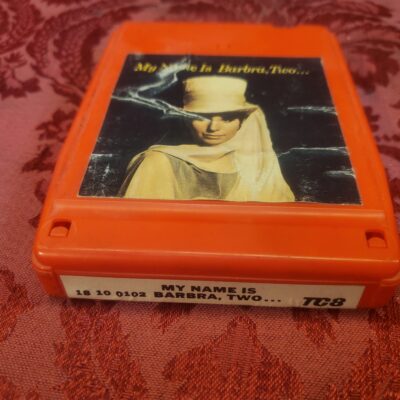 My Name Is Barbra, Two...
MY NAME IS
18 10 0102 BARBRA, TWO... TC8